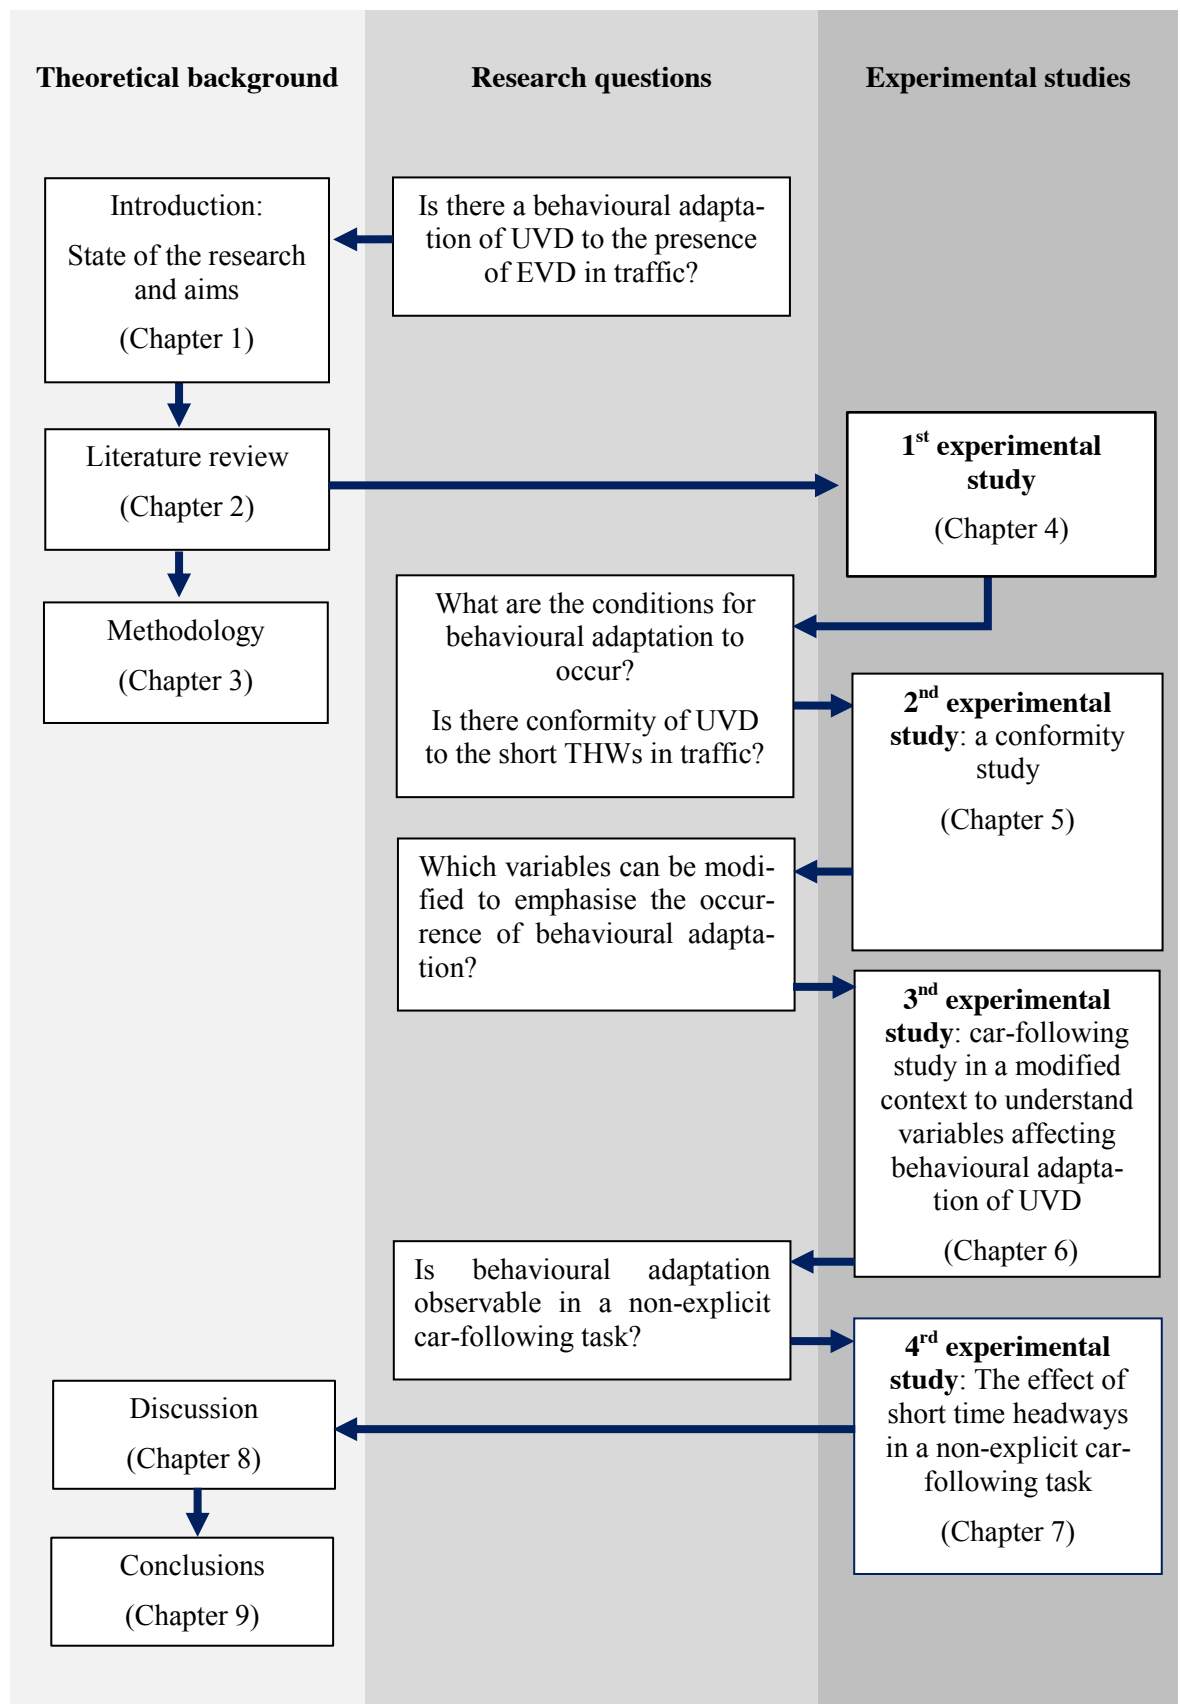 Theoretical background
Research questions
Experimental studies
Introduction:
State of the research
and aims
(Chapter 1)
Is there a behavioural adapta-
tion of UVD to the presence
of EVD in traffic?
Literature review
(Chapter 2)
1st experimental
study
(Chapter 4)
Methodology
(Chapter 3)
What are the conditions for
behavioural adaptation to
occur?
Is there conformity of UVD
to the short THWs in traffic?
2nd experimental
study: a conformity
study
(Chapter 5)
Which variables can be modi-
fied to emphasise the occur-
rence of behavioural adapta-
tion?
3nd experimental
study: car-following
study in a modified
context to understand
variables affecting
behavioural adapta-
tion of UVD
(Chapter 6)
Is behavioural adaptation
observable in a non-explicit
car-following task?
4rd experimental
study: The effect of
short time headways
in a non-explicit car-
following task
(Chapter 7)
Discussion
(Chapter 8)
Conclusions
(Chapter 9)